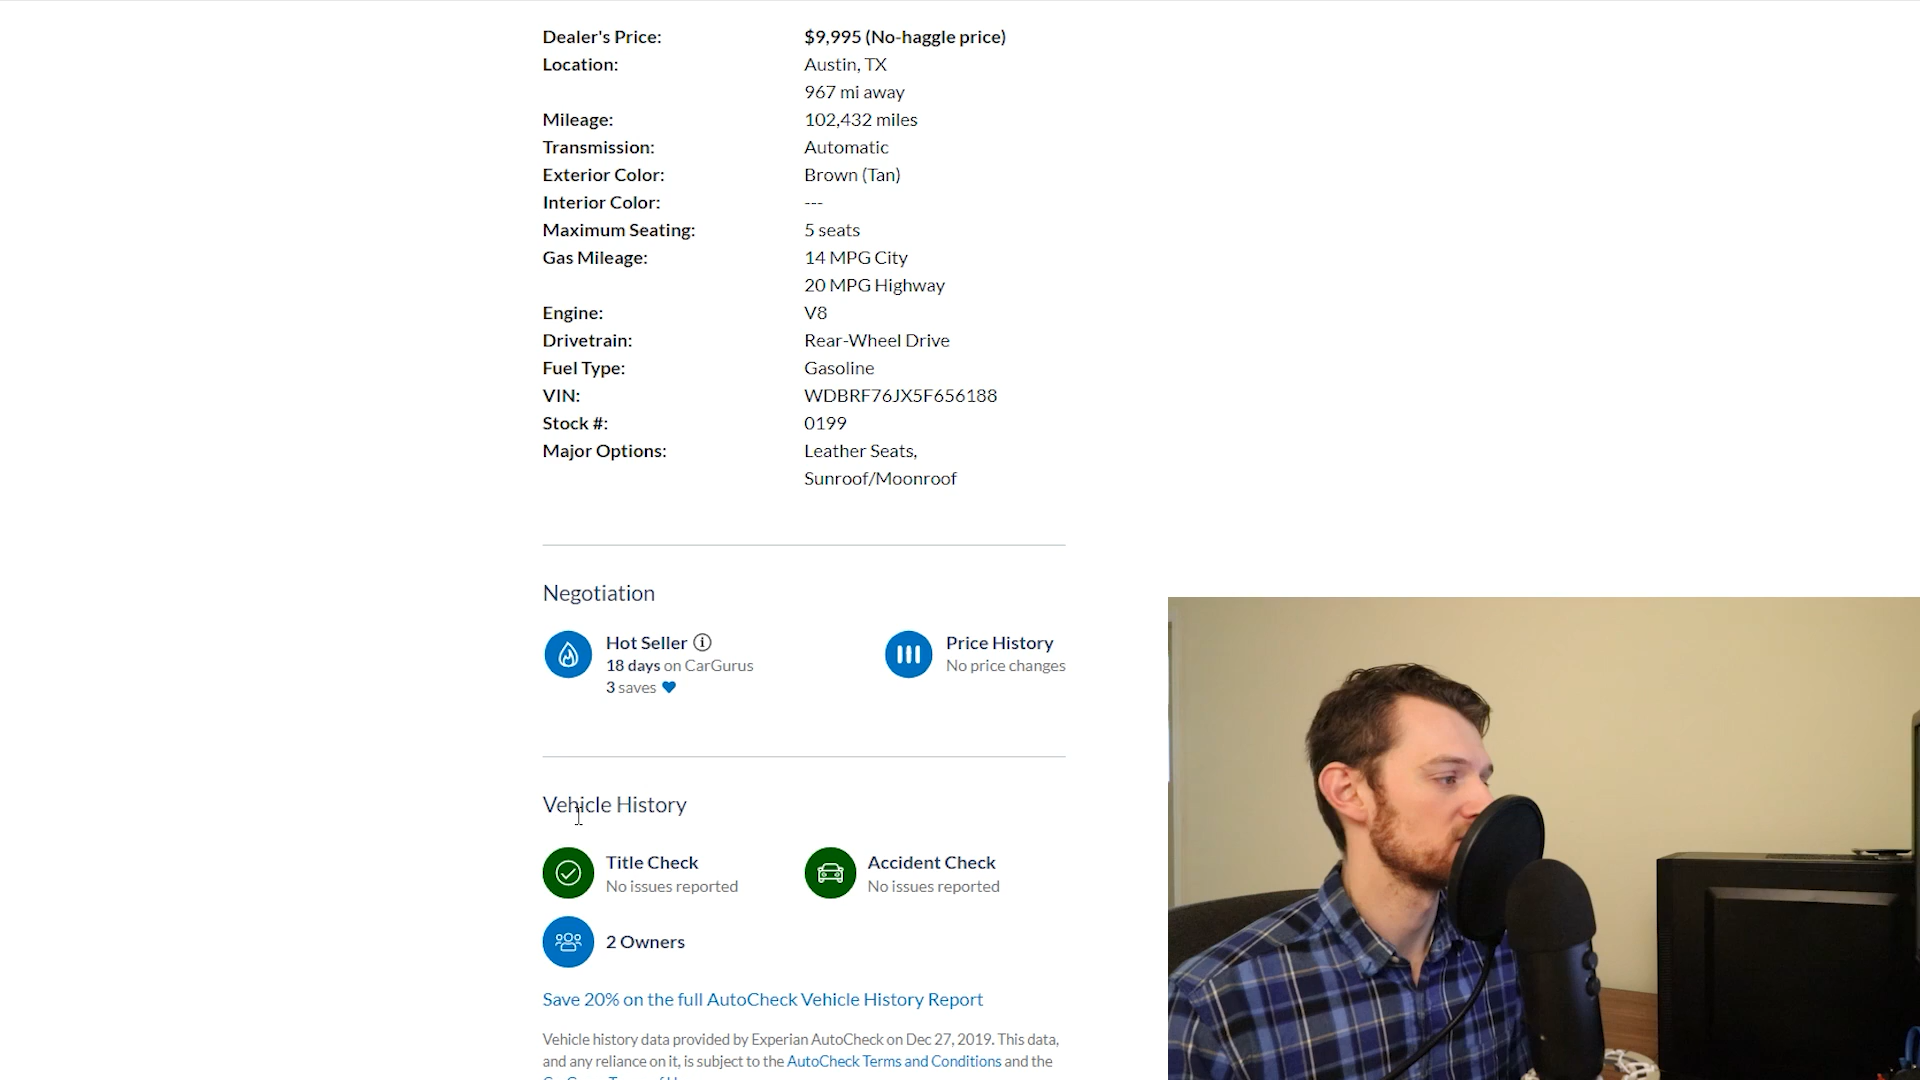 Dealer's Price: $9,995 (No-haggle price)
Location: Austin, TX
967 mi away
Mileage: 102,432 miles
Transmission: Automatic
Exterior Color: Brown (Tan)
Interior Color: ---
Maximum Seating: 5 seats
Gas Mileage: 14 MPG City
20 MPG Highway
Engine: V8
Drivetrain: Rear-Wheel Drive
Fuel Type: Gasoline
VIN: WDBRF76JX5F656188
Stock #: 0199
Major Options: Leather Seats,
Sunroof/Moonroof
Negotiation
Hot Seller
18 days on CarGurus
3 saves
Price History
No price changes
Vehicle History
Title Check
No issues reported
Accident Check
No issues reported
2 Owners
Save 20% on the full AutoCheck Vehicle History Report
Vehicle history data provided by Experian AutoCheck on Dec 27, 2019. This data,
and any reliance on it, is subject to the AutoCheck Terms and Conditions and the